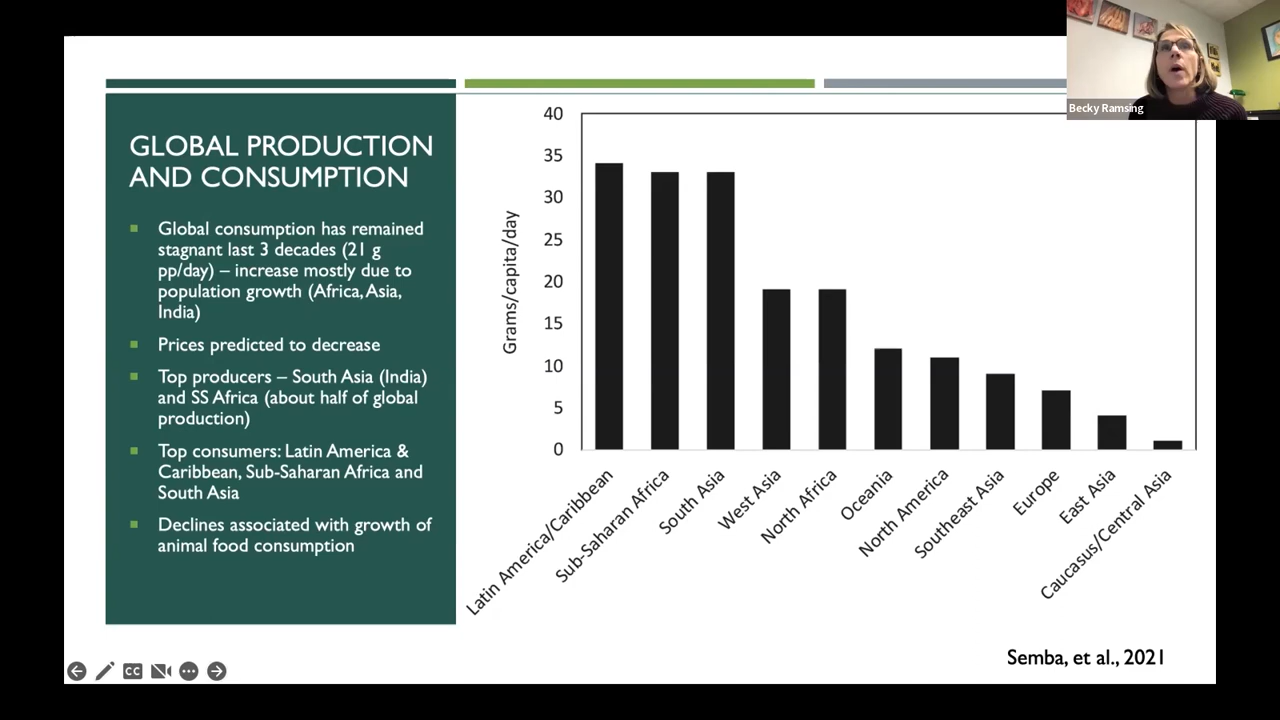 Becky Ramsing
GLOBAL PRODUCTION
AND CONSUMPTION
Global consumption has remained
stagnant last 3 decades (21 g
pp/day) – increase mostly due to
population growth (Africa, Asia,
India)
Prices predicted to decrease
Top producers – South Asia (India)
and SS Africa (about half of global
production)
Top consumers: Latin America &
Caribbean, Sub-Saharan Africa and
South Asia
Declines associated with growth of
animal food consumption
Grams/capita/day
40
35
30
25
20
15
10
5
0
Latin America/Caribbean
Sub-Saharan Africa
South Asia
West Asia
North Africa
Oceania
North America
Southeast Asia
Europe
East Asia
Caucasus/Central Asia
Semba, et al., 2021
CC